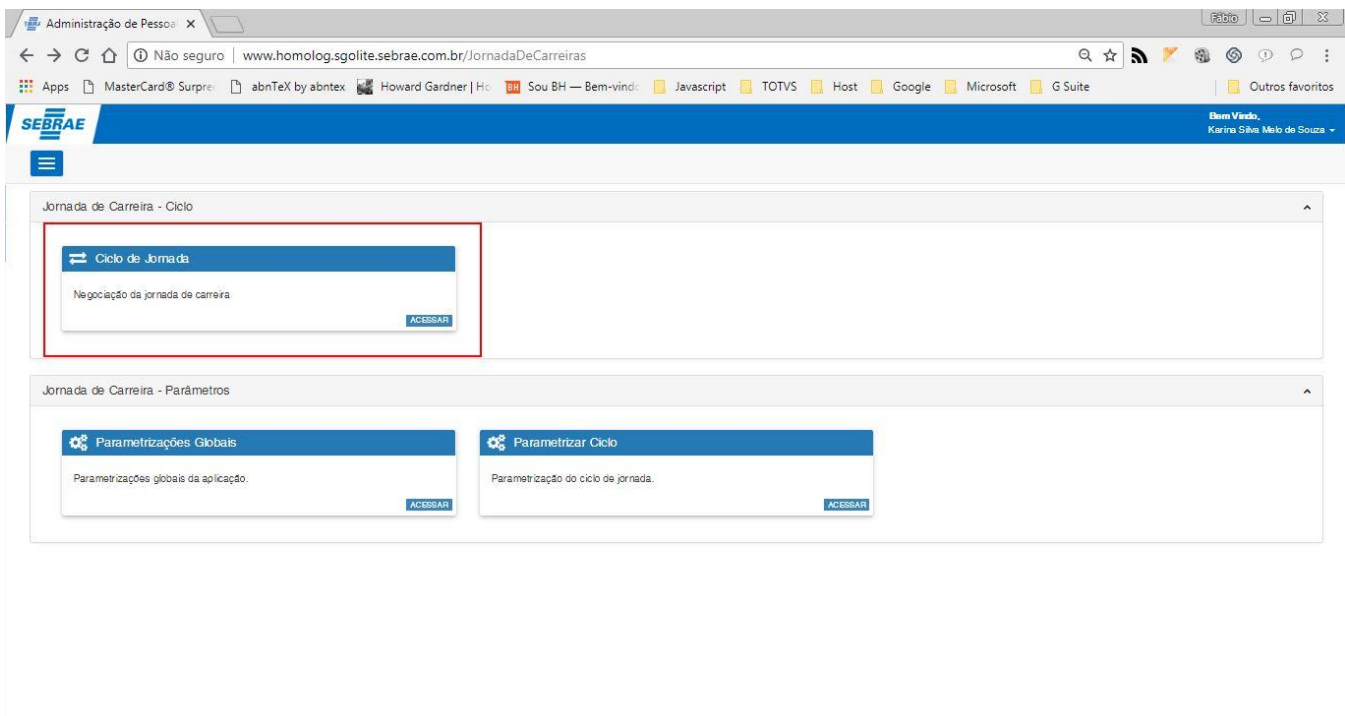 Administração de Pessoa
Fábio
Não seguro | www.homolog.sgolite.sebrae.com.br/JornadaDeCarreiras
Apps MasterCard® Surpre abnTeX by abntex Howard Gardner | Ho BH Sou BH — Bem-vindo Javascript TOTVS Host Google Microsoft G Suite Outros favoritos
SEBRAE
Bem Vindo,
Karina Silva Melo de Souza
Jornada de Carreira - Ciclo
Ciclo de Jornada
Negociação da jornada de carreira
ACESSAR
Jornada de Carreira - Parâmetros
Parametrizações Globais Parametrizar Ciclo
Parametrizações globais da aplicação. Parametrização do ciclo de jornada.
ACESSAR ACESSAR